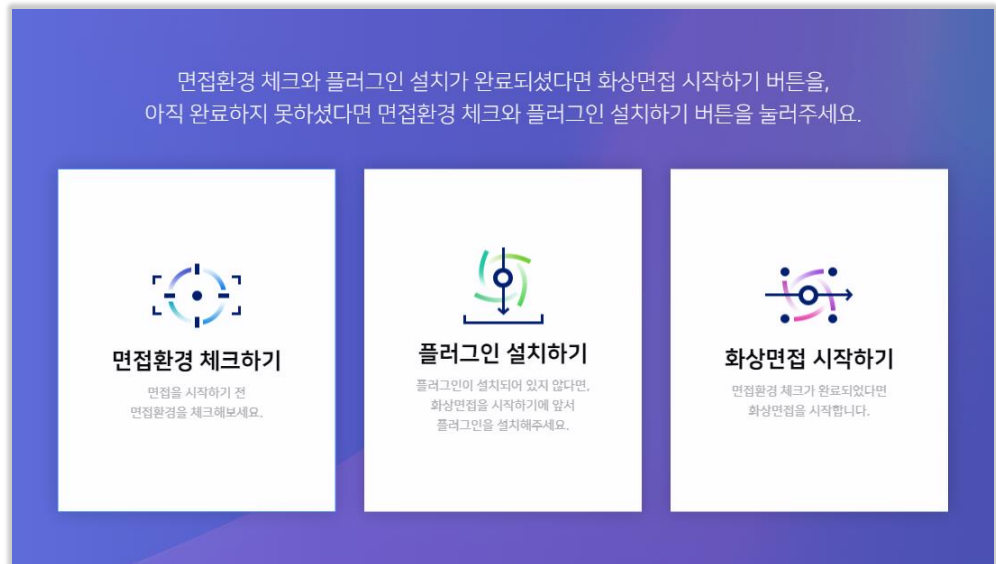 면접환경 체크와 플러그인 설치가 완료되셨다면 화상면접 시작하기 버튼을,
아직 완료하지 못하셨다면 면접환경 체크와 플러그인 설치하기 버튼을 눌러주세요.
면접환경 체크하기
면접을 시작하기 전
면접환경을 체크해보세요.
플러그인 설치하기
플러그인이 설치되어 있지 않다면,
화상면접을 시작하기에 앞서
플러그인을 설치해주세요.
화상면접 시작하기
면접환경 체크가 완료되었다면
화상면접을 시작합니다.